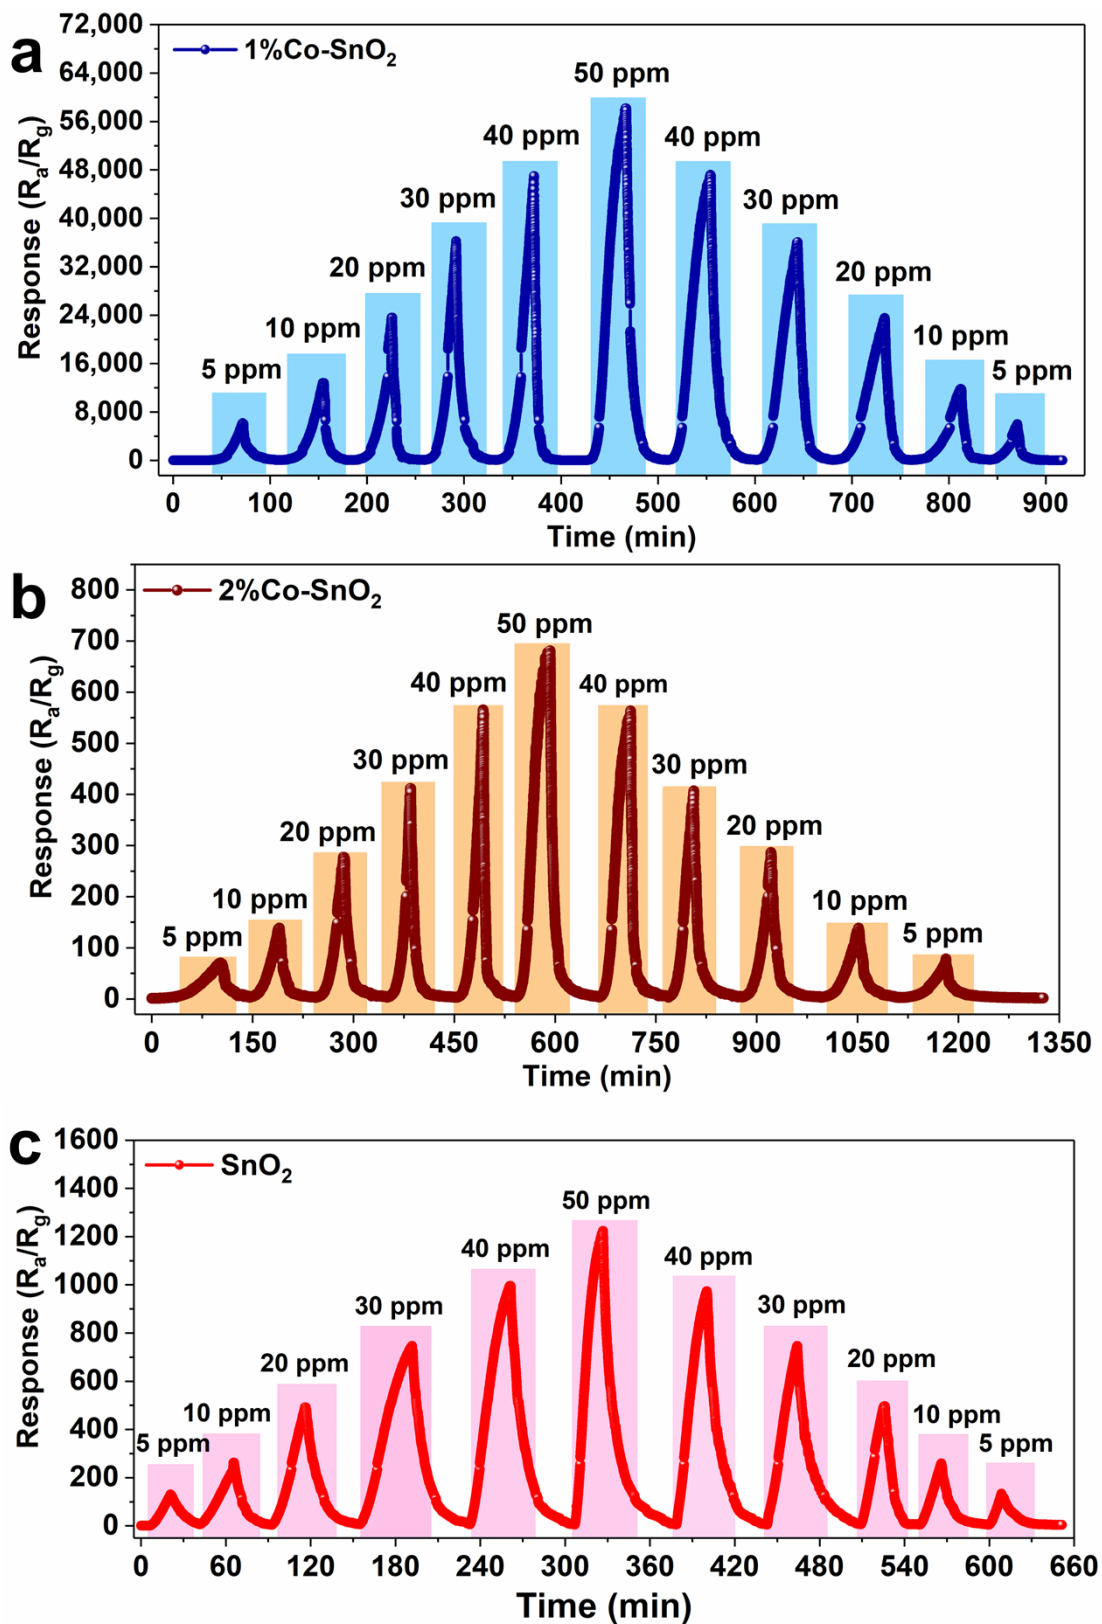 a
1%Co-SnO₂
Response (Rₐ/R_g)
72,000
64,000
56,000
48,000
40,000
32,000
24,000
16,000
8,000
0
5 ppm
10 ppm
20 ppm
30 ppm
40 ppm
50 ppm
40 ppm
30 ppm
20 ppm
10 ppm
5 ppm
0 100 200 300 400 500 600 700 800 900
Time (min)
b
2%Co-SnO₂
Response (Rₐ/R_g)
800
700
600
500
400
300
200
100
0
5 ppm
10 ppm
20 ppm
30 ppm
40 ppm
50 ppm
40 ppm
30 ppm
20 ppm
10 ppm
5 ppm
0 150 300 450 600 750 900 1050 1200 1350
Time (min)
c
SnO₂
Response (Rₐ/R_g)
1600
1400
1200
1000
800
600
400
200
0
5 ppm
10 ppm
20 ppm
30 ppm
40 ppm
50 ppm
40 ppm
30 ppm
20 ppm
10 ppm
5 ppm
0 60 120 180 240 300 360 420 480 540 600 660
Time (min)